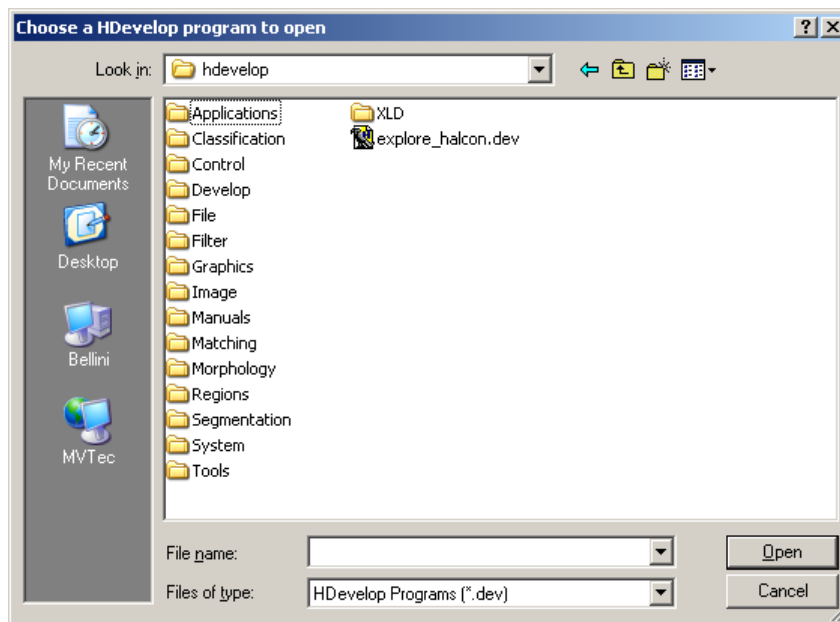 Choose a HDevelop program to open
Look in: hdevelop
My Recent Documents
Desktop
Bellini
MVTec
Applications
Classification
Control
Develop
File
Filter
Graphics
Image
Manuals
Matching
Morphology
Regions
Segmentation
System
Tools
XLD
explore_halcon.dev
File name:
Open
Files of type: HDevelop Programs (*.dev)
Cancel